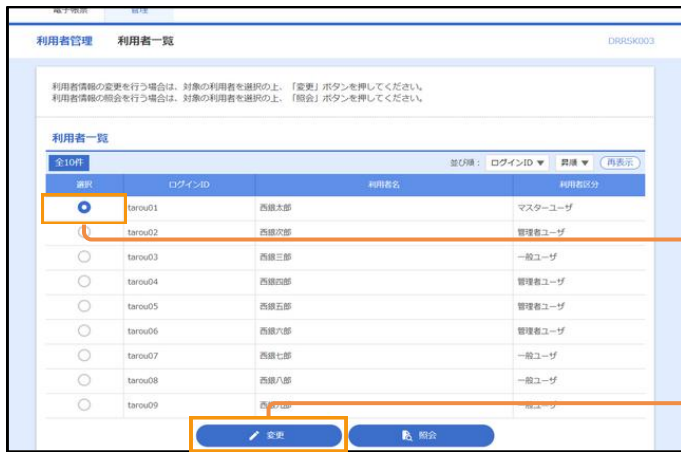 電子帳票 管理
利用者管理 利用者一覧 DRRSK003
利用者情報の変更を行う場合は、対象の利用者を選択の上、「変更」ボタンを押してください。
利用者情報の照会を行う場合は、対象の利用者を選択の上、「照会」ボタンを押してください。
利用者一覧
全10件 並び順： ログインID ▼ 昇順 ▼ 再表示
選択 ログインID 利用者名 利用者区分
tarou01 西銀太郎 マスターユーザ
tarou02 西銀次郎 管理者ユーザ
tarou03 西銀三郎 一般ユーザ
tarou04 西銀四郎 管理者ユーザ
tarou05 西銀五郎 管理者ユーザ
tarou06 西銀六郎 管理者ユーザ
tarou07 西銀七郎 一般ユーザ
tarou08 西銀八郎 一般ユーザ
tarou09 西銀九郎 一般ユーザ
変更 照会